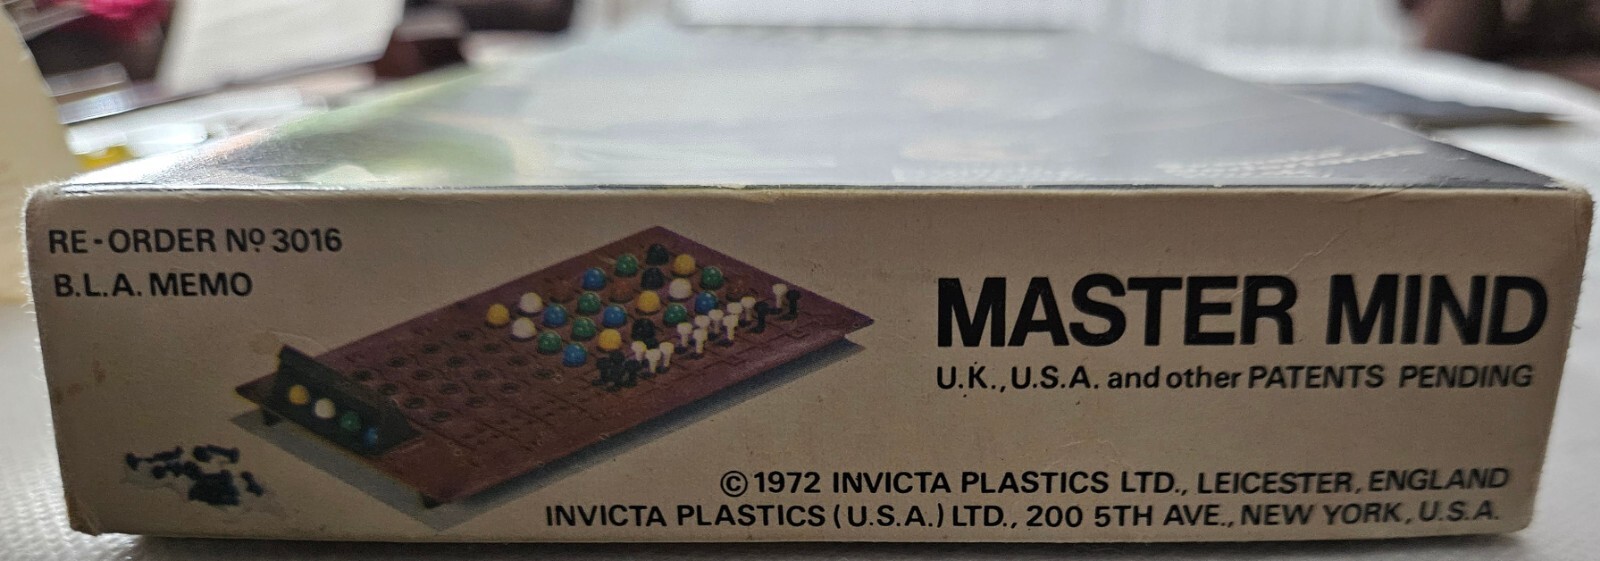 RE-ORDER Nº 3016
B.L.A. MEMO
MASTER MIND
U.K., U.S.A. and other PATENTS PENDING
©1972 INVICTA PLASTICS LTD., LEICESTER, ENGLAND
INVICTA PLASTICS (U.S.A.) LTD., 200 5TH AVE., NEW YORK, U.S.A.